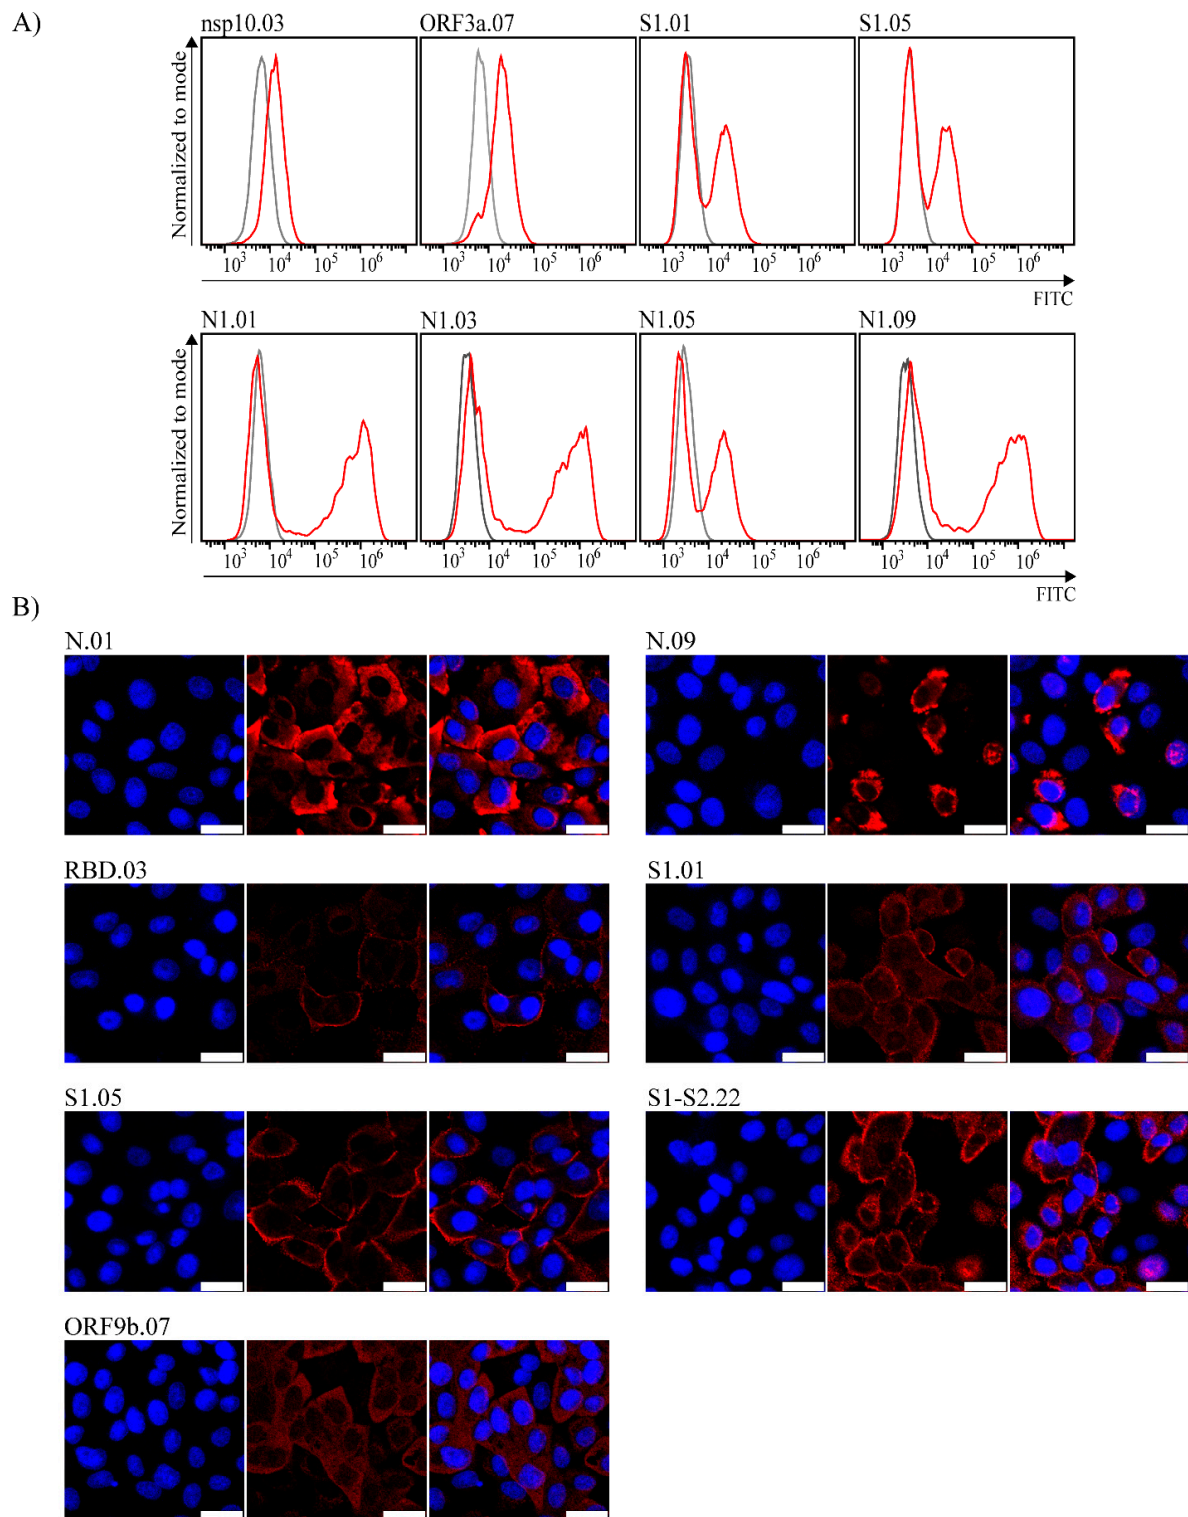 A)
nsp10.03 ORF3a.07 S1.01 S1.05
Normalized to mode
10³ 10⁴ 10⁵ 10⁶ 10³ 10⁴ 10⁵ 10⁶ 10³ 10⁴ 10⁵ 10⁶ 10³ 10⁴ 10⁵ 10⁶
FITC
N1.01 N1.03 N1.05 N1.09
Normalized to mode
10³ 10⁴ 10⁵ 10⁶ 10³ 10⁴ 10⁵ 10⁶ 10³ 10⁴ 10⁵ 10⁶ 10³ 10⁴ 10⁵ 10⁶
FITC
B)
N.01 N.09
RBD.03 S1.01
S1.05 S1-S2.22
ORF9b.07